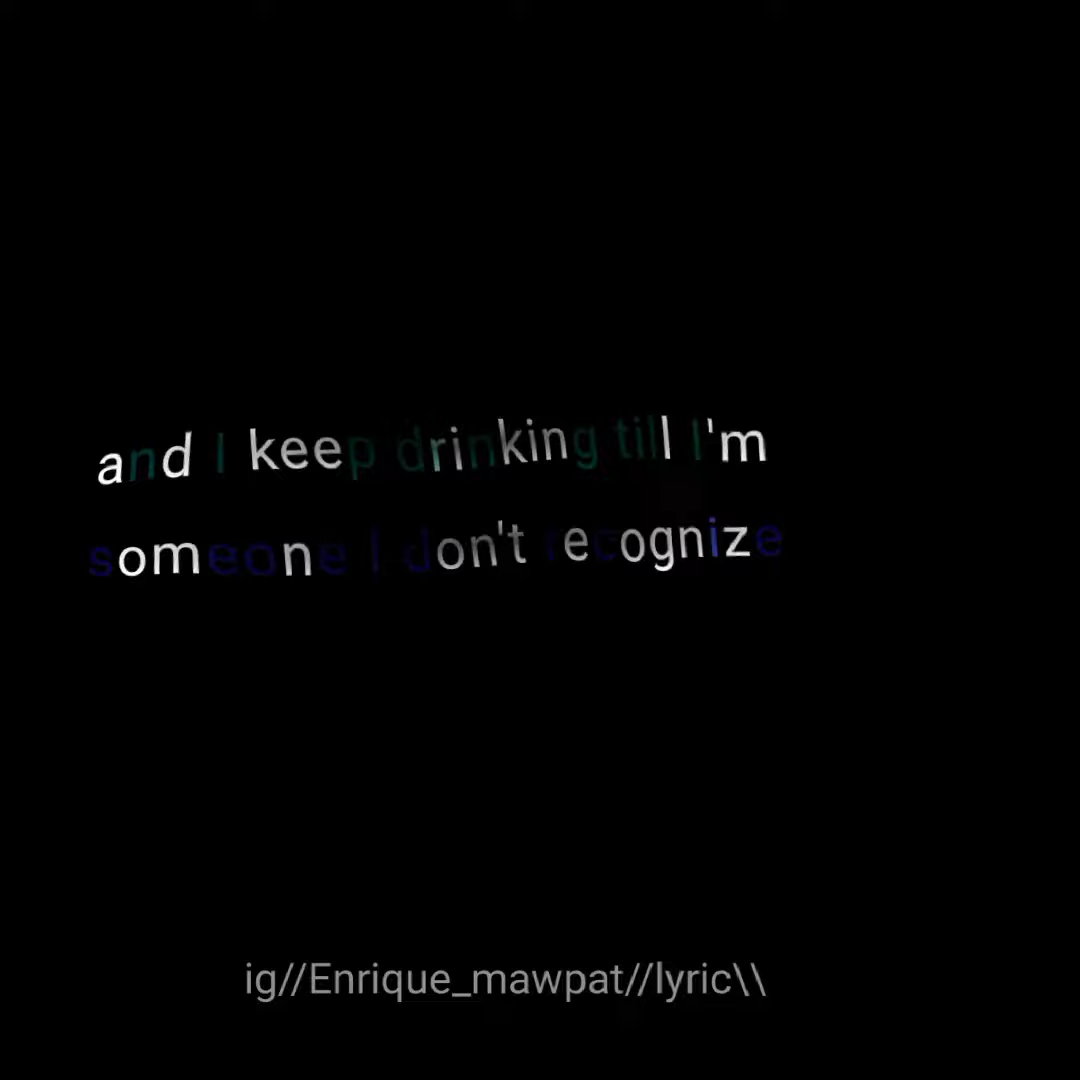 and I keep drinking till I'm
someone I don't recognize
ig//Enrique_mawpat//lyric\\